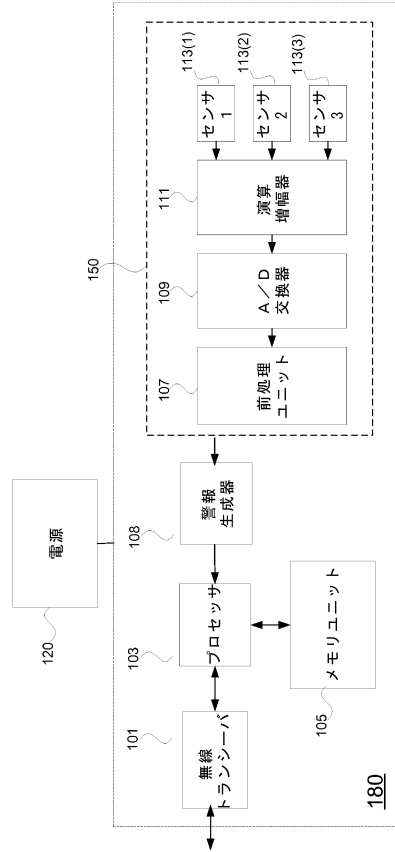 電源
120
150
180
無線
トランシーバ
101
プロセッサ
103
メモリユニット
105
警報
生成器
108
前処理
ユニット
107
A/D
交換器
109
演算
増幅器
111
センサ
1
113(1)
センサ
2
113(2)
センサ
3
113(3)